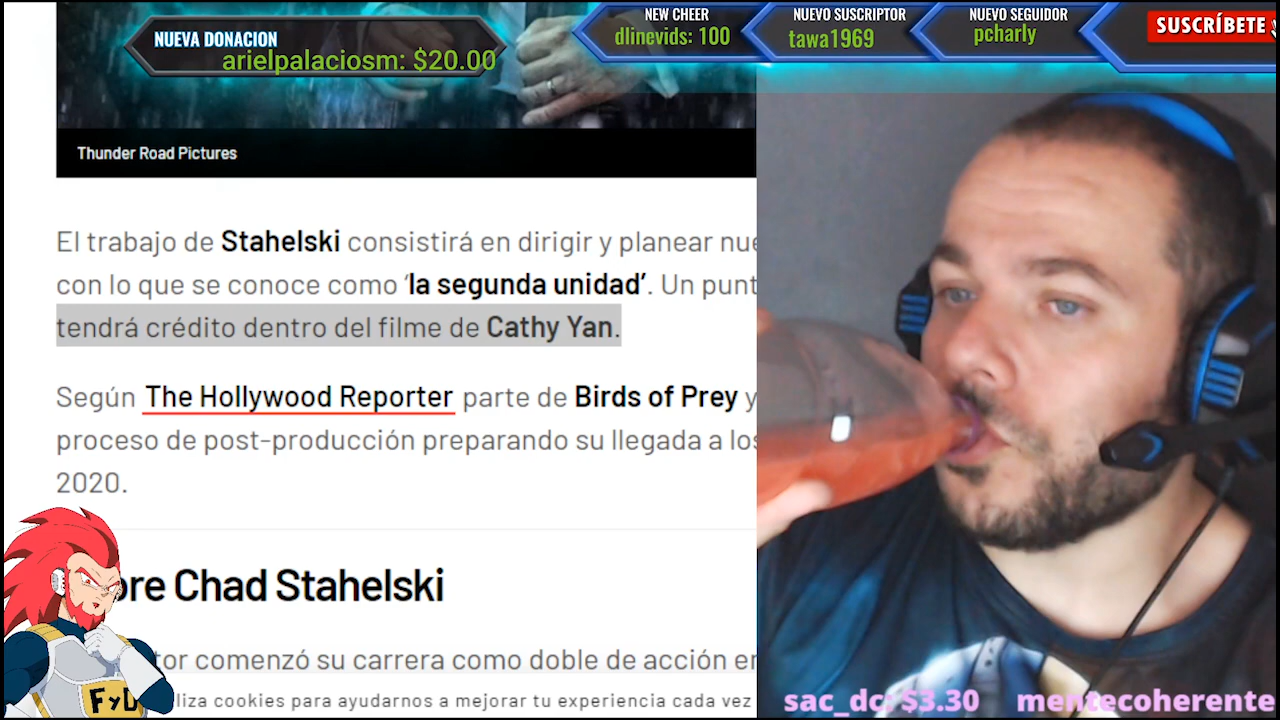 NUEVA DONACION
arielpalaciosm: $20.00
NEW CHEER
dlinevids: 100
NUEVO SUSCRIPTOR
tawa1969
NUEVO SEGUIDOR
pcharly
SUSCRÍBETE
Thunder Road Pictures
El trabajo de Stahelski consistirá en dirigir y planear nue
con lo que se conoce como ‘la segunda unidad’. Un punt
tendrá crédito dentro del filme de Cathy Yan.
Según The Hollywood Reporter parte de Birds of Prey y
proceso de post-producción preparando su llegada a los
2020.
bre Chad Stahelski
tor comenzó su carrera como doble de acción en
liza cookies para ayudarnos a mejorar tu experiencia cada vez
FyD
sac_dc: $3.30 mentecoherente